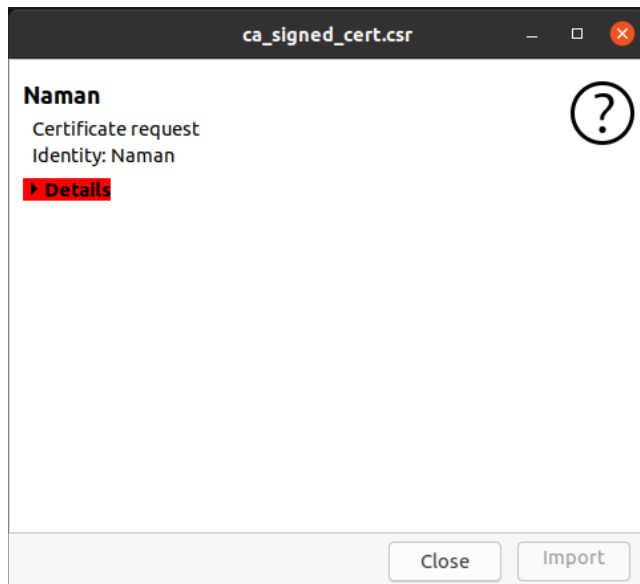 ca_signed_cert.csr
Naman
Certificate request
Identity: Naman
Details
Close
Import